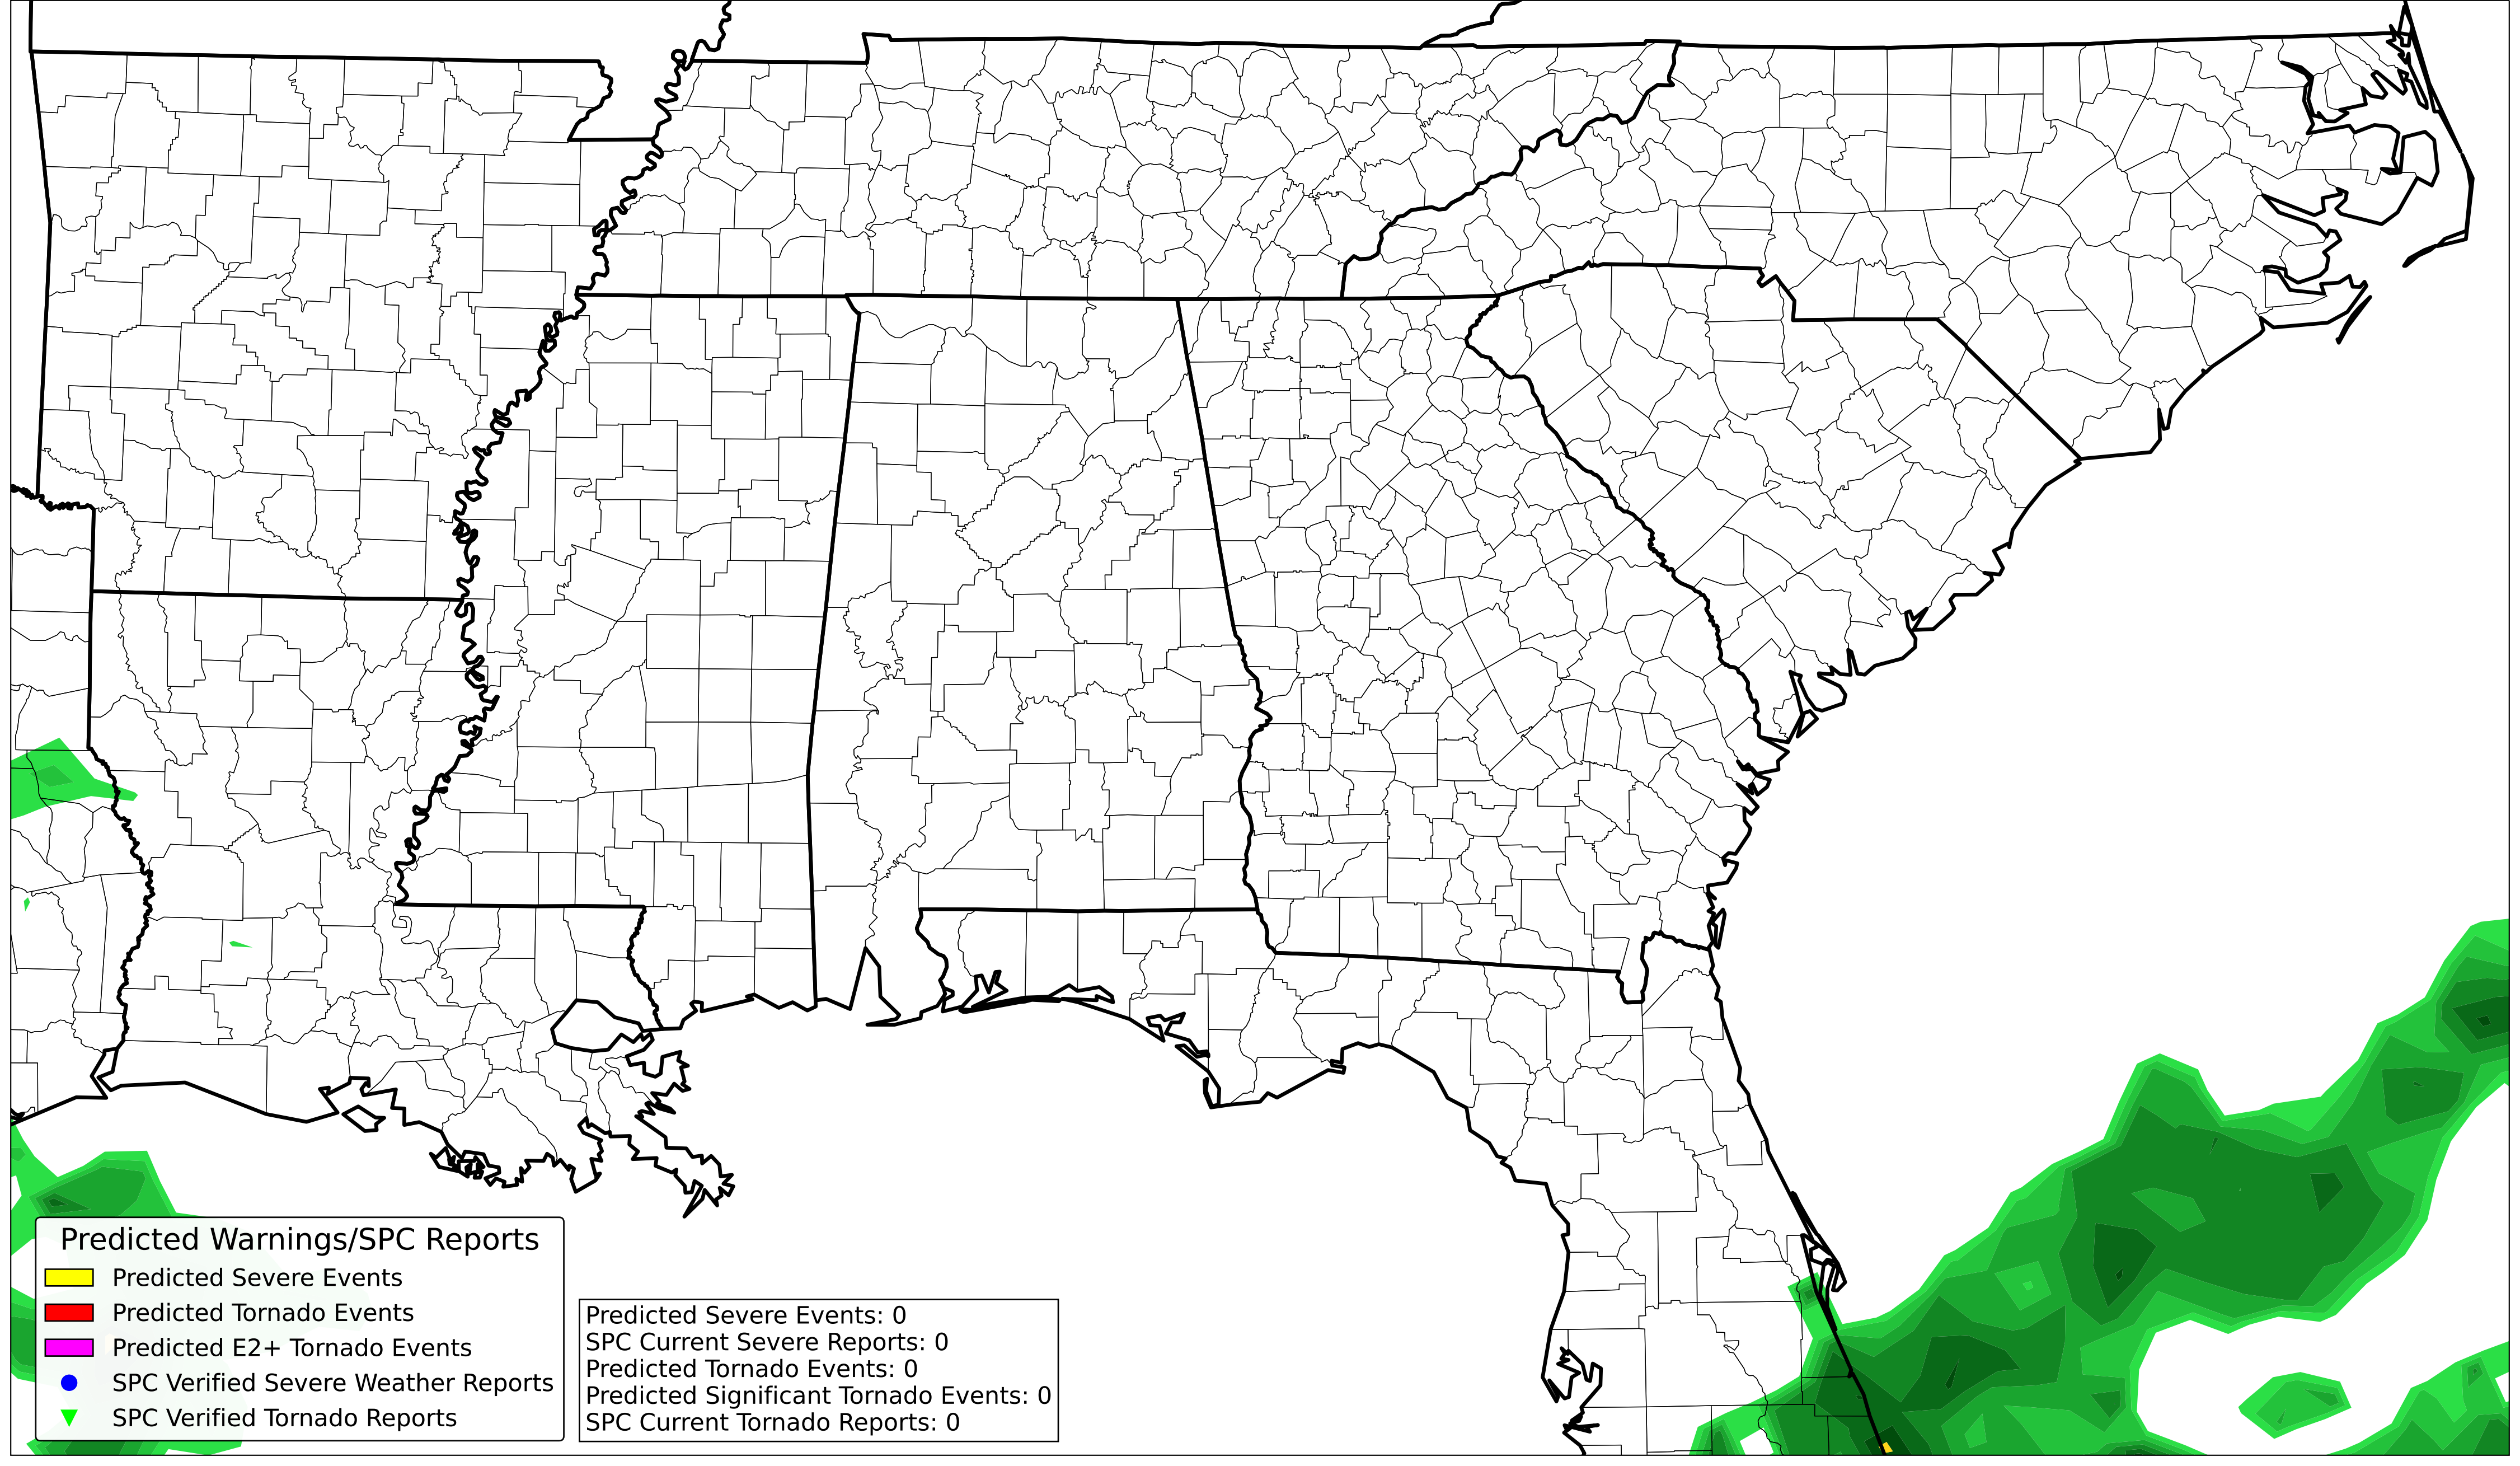 Predicted Warnings/SPC Reports
Predicted Severe Events
Predicted Tornado Events
Predicted E2+ Tornado Events
SPC Verified Severe Weather Reports
SPC Verified Tornado Reports
Predicted Severe Events: 0
SPC Current Severe Reports: 0
Predicted Tornado Events: 0
Predicted Significant Tornado Events: 0
SPC Current Tornado Reports: 0